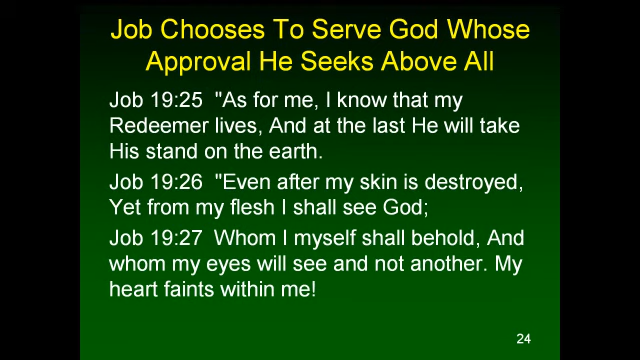 Job Chooses To Serve God Whose
Approval He Seeks Above All
Job 19:25  "As for me, I know that my
Redeemer lives, And at the last He will take
His stand on the earth.
Job 19:26  "Even after my skin is destroyed,
Yet from my flesh I shall see God;
Job 19:27  Whom I myself shall behold, And
whom my eyes will see and not another. My
heart faints within me!
24